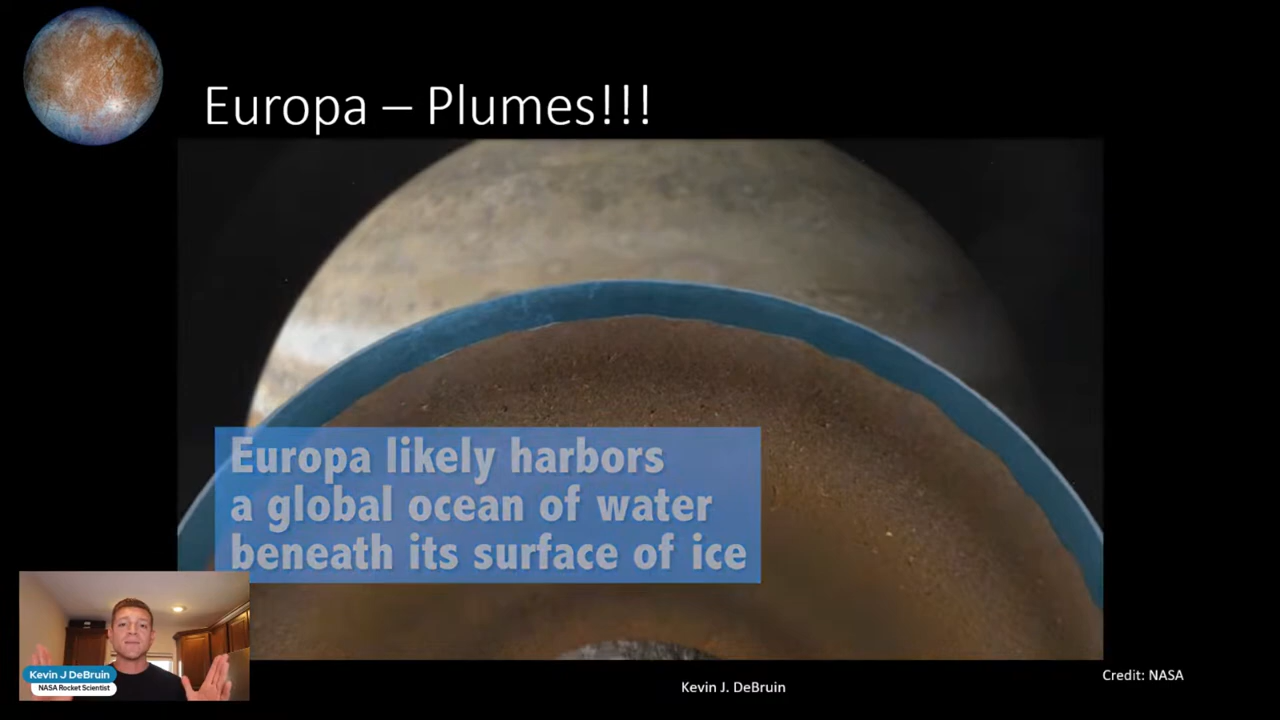 Europa – Plumes!!!
Europa likely harbors
a global ocean of water
beneath its surface of ice
Kevin J DeBruin
NASA Rocket Scientist
Kevin J. DeBruin
Credit: NASA